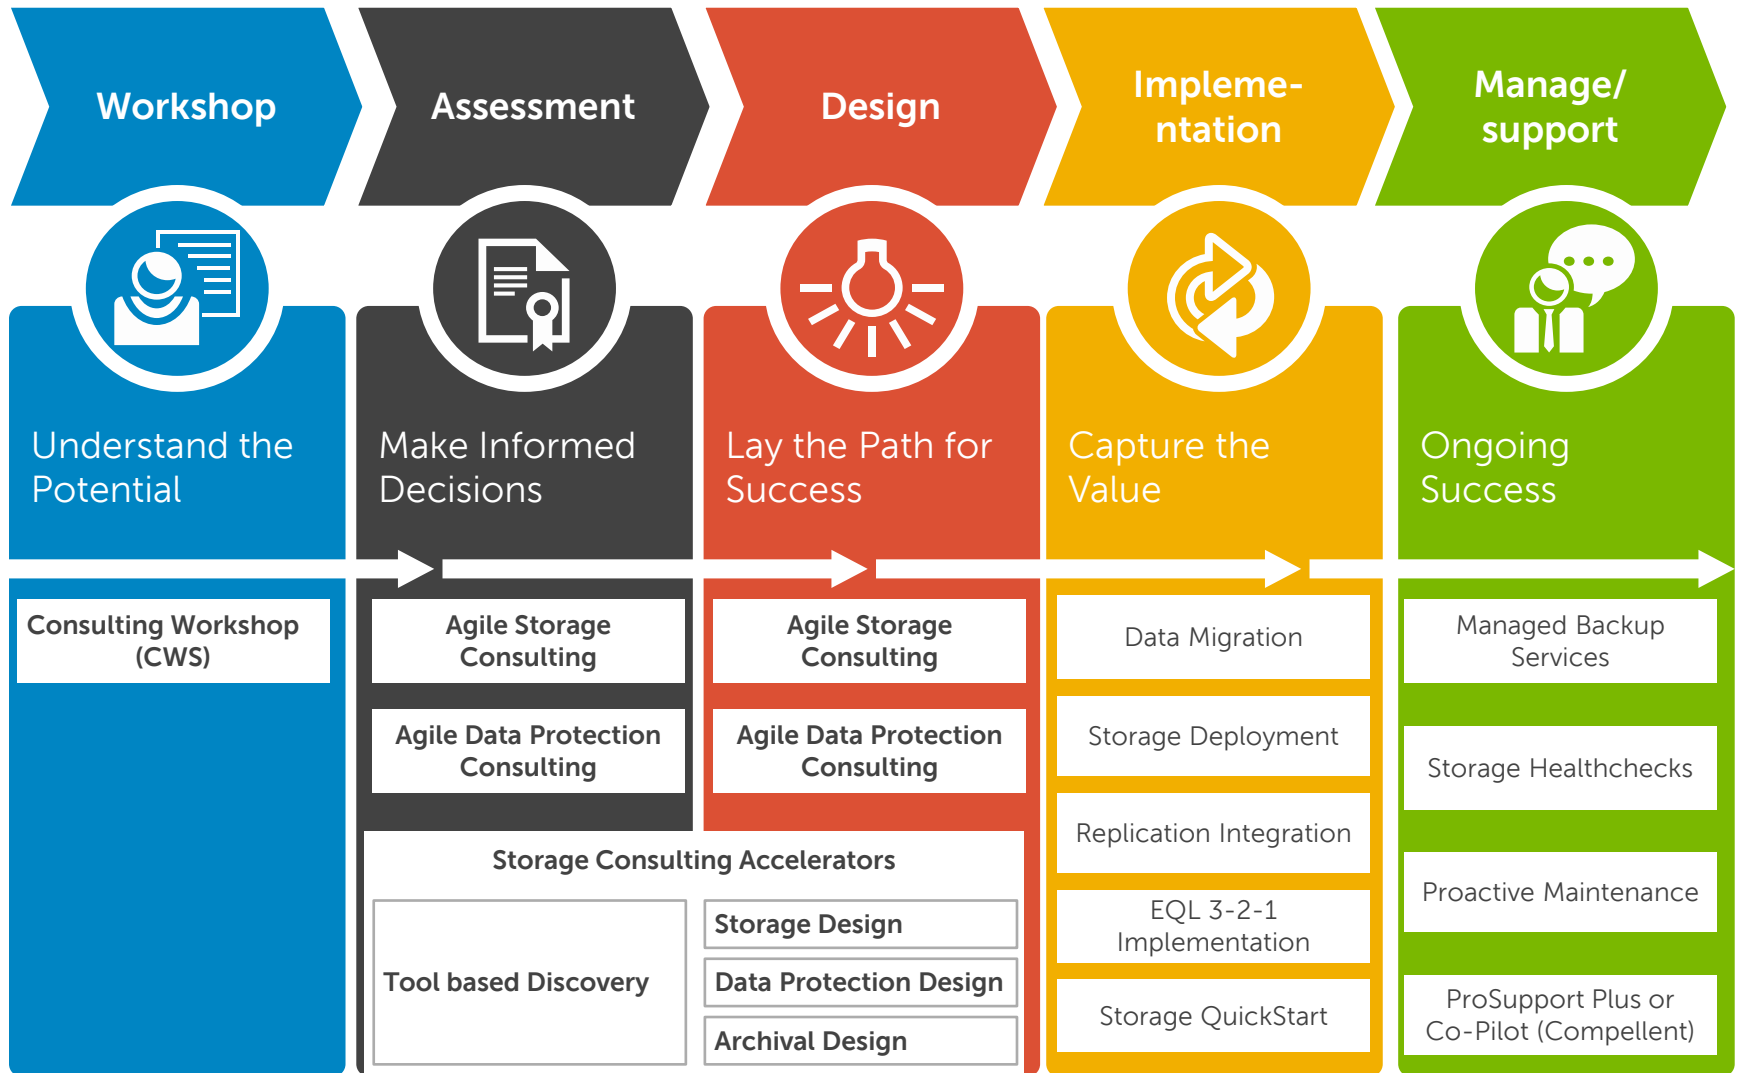 Workshop
Assessment
Design
Impleme-
ntation
Manage/
support
Understand the
Potential
Make Informed
Decisions
Lay the Path for
Success
Capture the
Value
Ongoing
Success
Consulting Workshop
(CWS)
Agile Storage
Consulting
Agile Data Protection
Consulting
Agile Storage
Consulting
Agile Data Protection
Consulting
Storage Consulting Accelerators
Tool based Discovery
Storage Design
Data Protection Design
Archival Design
Data Migration
Storage Deployment
Replication Integration
EQL 3-2-1
Implementation
Storage QuickStart
Managed Backup
Services
Storage Healthchecks
Proactive Maintenance
ProSupport Plus or
Co-Pilot (Compellent)